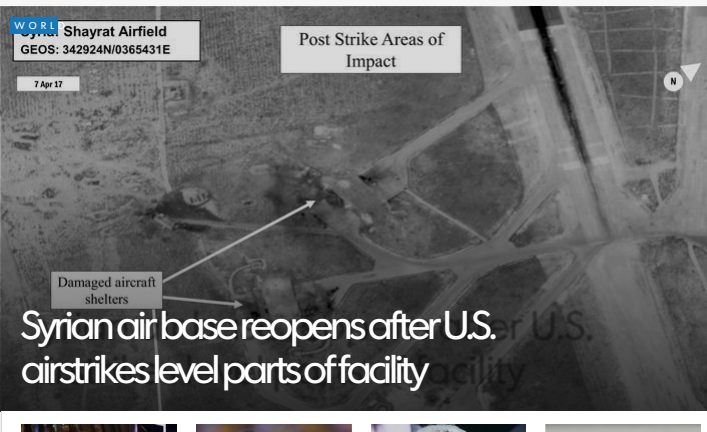 WORL
Syria: Shayrat Airfield
GEOS: 342924N/0365431E
7 Apr 17
Post Strike Areas of
Impact
N
Damaged aircraft
shelters
Syrian air base reopens after U.S.
airstrikes level parts of facility